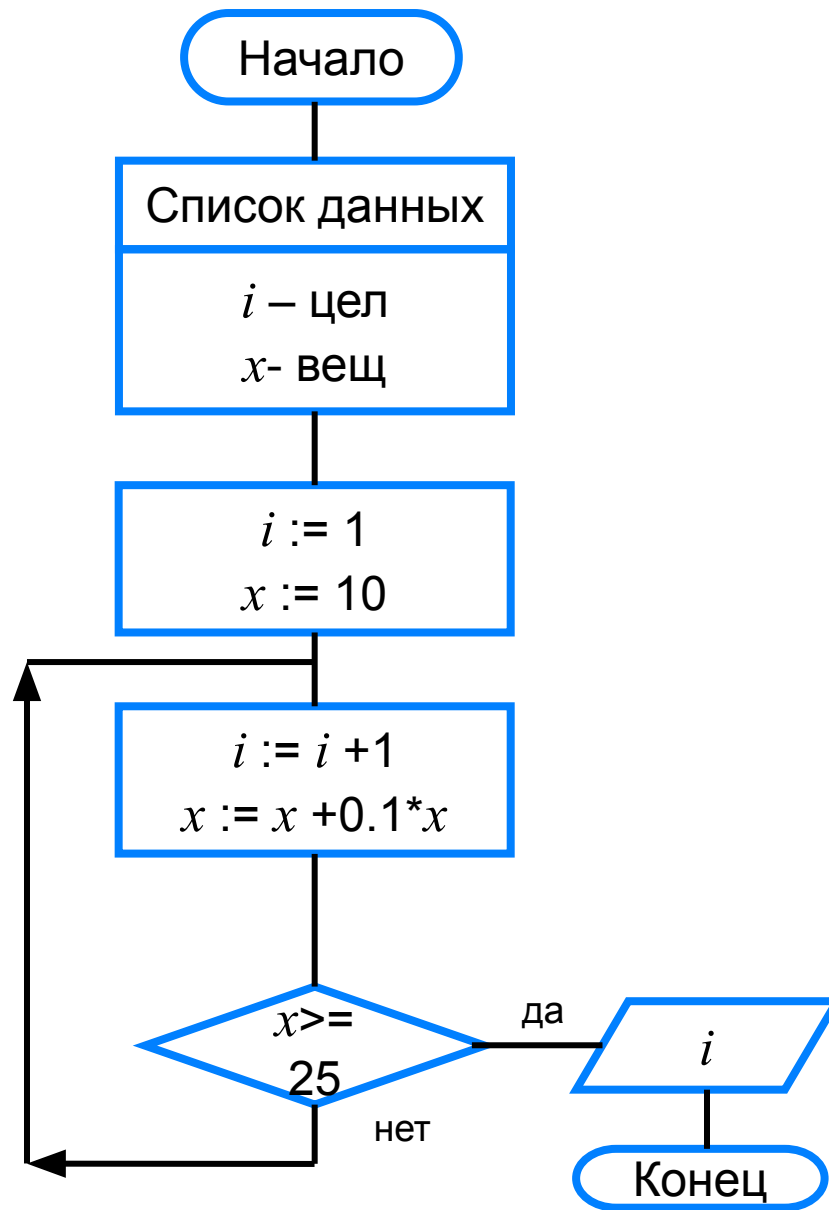 Начало
Список данных
i – цел
x- вещ
i := 1
x := 10
i := i +1
x := x +0.1*x
x>=
25
да
i
нет
Конец